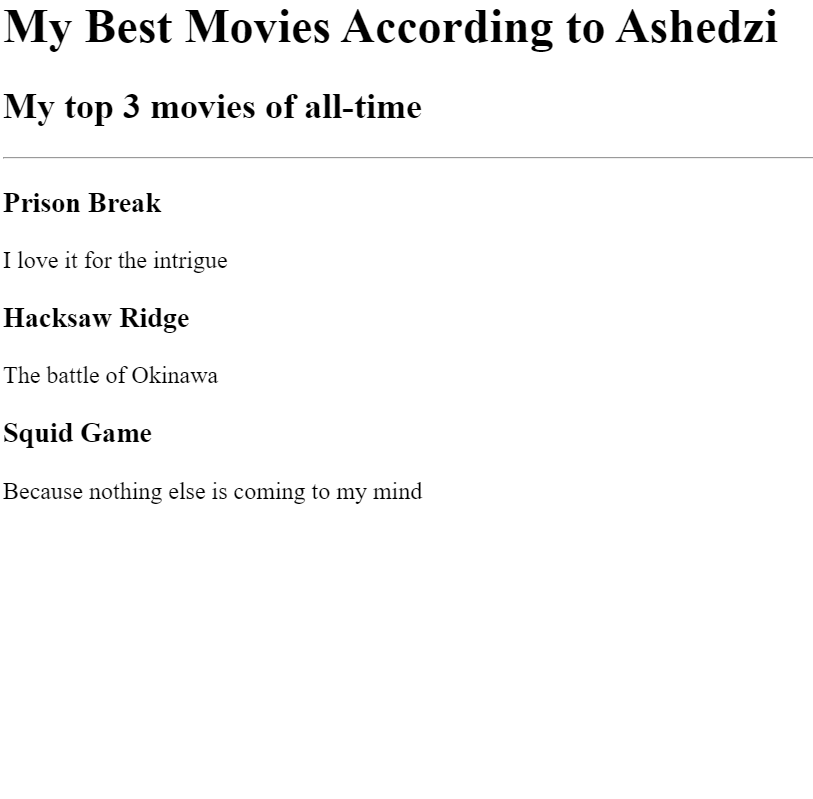 My Best Movies According to Ashedzi
My top 3 movies of all-time
Prison Break
I love it for the intrigue
Hacksaw Ridge
The battle of Okinawa
Squid Game
Because nothing else is coming to my mind